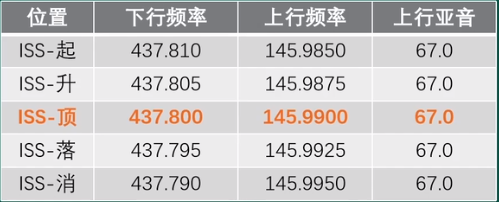 位置 下行频率 上行频率 上行亚音
ISS-起 437.810 145.9850 67.0
ISS-升 437.805 145.9875 67.0
ISS-顶 437.800 145.9900 67.0
ISS-落 437.795 145.9925 67.0
ISS-消 437.790 145.9950 67.0